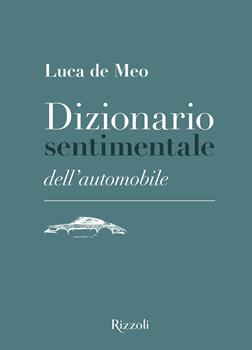 Luca de Meo
Dizionario
sentimentale
dell'automobile
Rizzoli